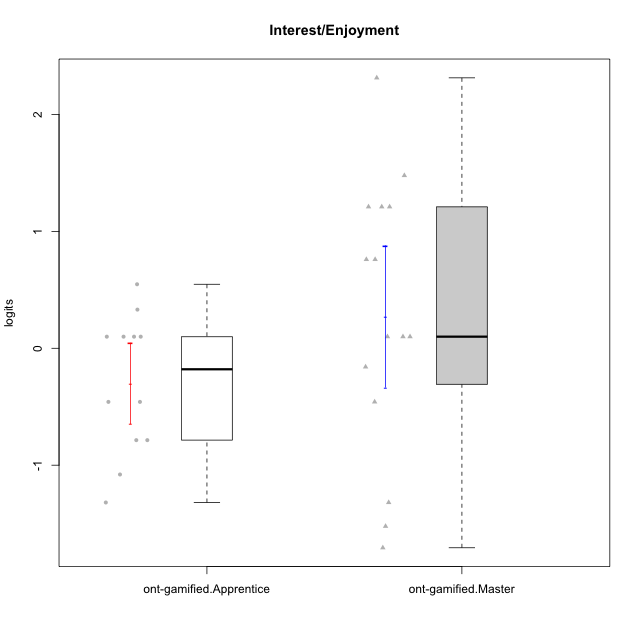 Interest/Enjoyment
logits
2
1
0
-1
ont-gamified.Apprentice
ont-gamified.Master